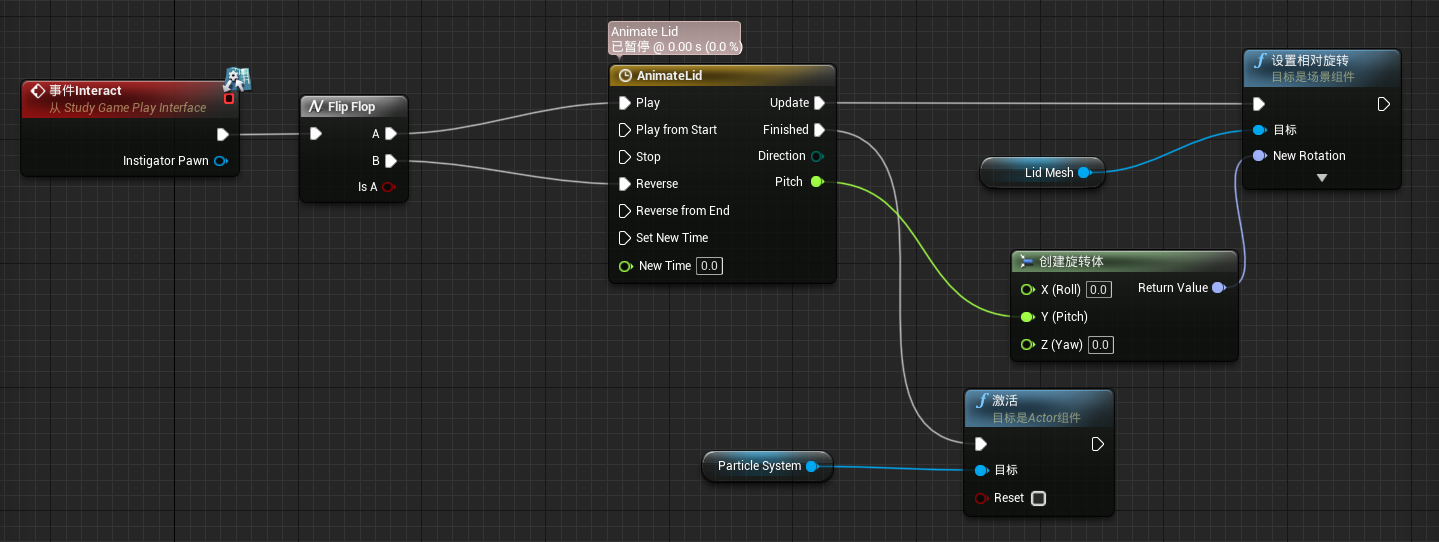 Animate Lid
已暂停 @ 0.00 s (0.0 %)
事件Interact
从 Study Game Play Interface
Instigator Pawn
Flip Flop
A
B
Is A
AnimateLid
Play
Update
Play from Start
Finished
Stop
Direction
Reverse
Pitch
Reverse from End
Set New Time
New Time 0.0
设置相对旋转
目标是场景组件
目标
New Rotation
Lid Mesh
创建旋转体
X (Roll) 0.0
Return Value
Y (Pitch)
Z (Yaw) 0.0
激活
目标是Actor组件
目标
Reset
Particle System